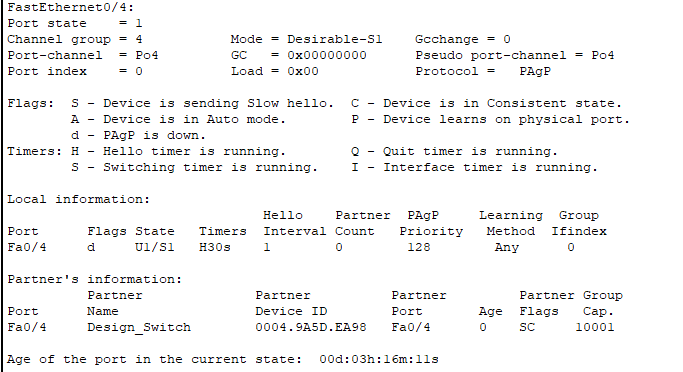 FastEthernet0/4:
Port state    = 1
Channel group = 4           Mode = Desirable-Sl    Gcchange = 0
Port-channel  = Po4         GC   = 0x00000000      Pseudo port-channel = Po4
Port index    = 0           Load = 0x00            Protocol =   PAgP
Flags:  S - Device is sending Slow hello.  C - Device is in Consistent state.
        A - Device is in Auto mode.        P - Device learns on physical port.
        d - PAgP is down.
Timers: H - Hello timer is running.        Q - Quit timer is running.
        S - Switching timer is running.    I - Interface timer is running.
Local information:
                                Hello    Partner  PAgP     Learning  Group
Port      Flags State   Timers  Interval Count   Priority   Method  Ifindex
Fa0/4     d     U1/S1   H30s    1        0        128        Any      0
Partner's information:
          Partner              Partner          Partner         Partner Group
Port      Name                 Device ID        Port       Age  Flags   Cap.
Fa0/4     Design_Switch        0004.9A5D.EA98   Fa0/4      0    SC      10001
Age of the port in the current state:  00d:03h:16m:11s